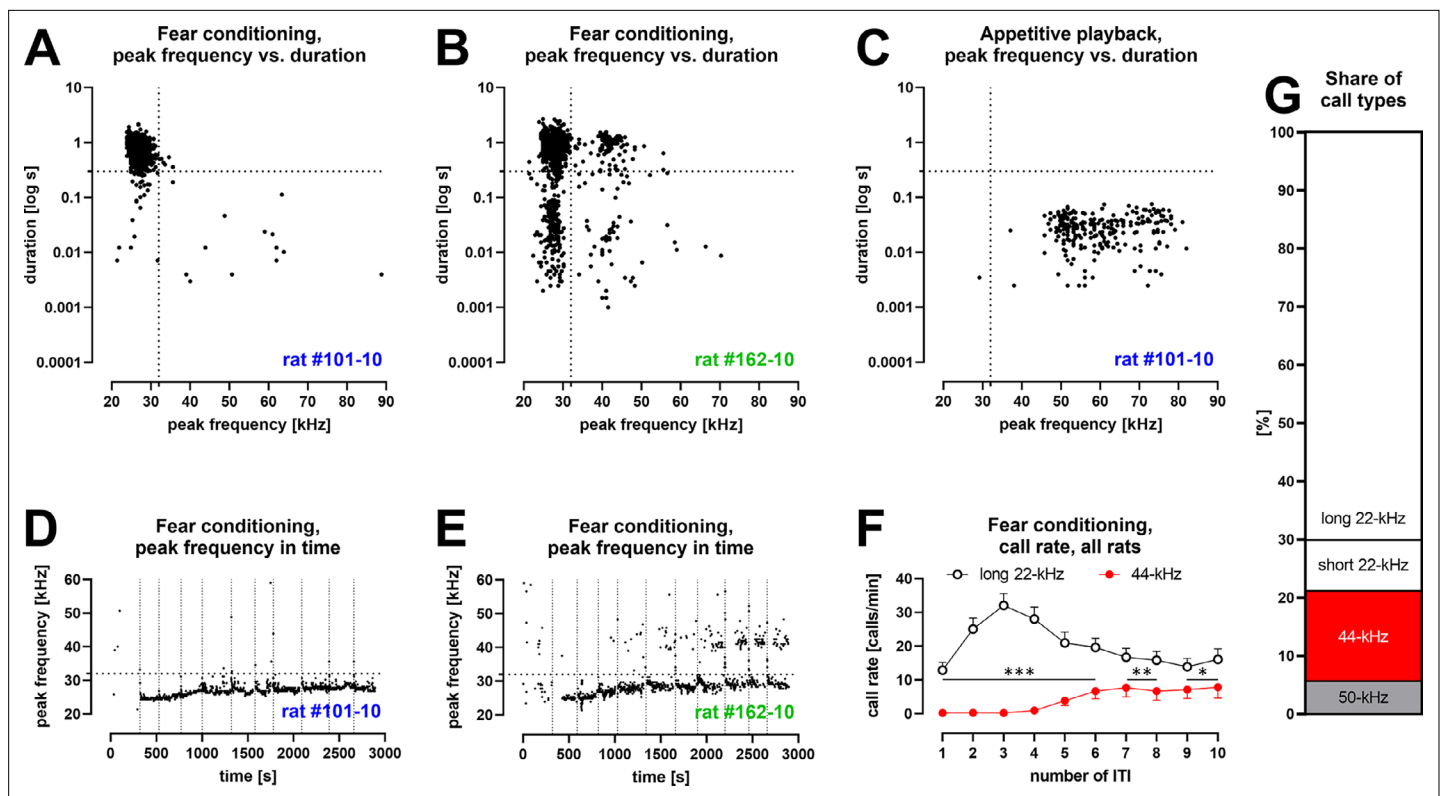 A
Fear conditioning,
peak frequency vs. duration
duration [log s]
10
1
0.1
0.01
0.001
0.0001
20 30 40 50 60 70 80 90
peak frequency [kHz]
rat #101-10
B
Fear conditioning,
peak frequency vs. duration
duration [log s]
10
1
0.1
0.01
0.001
0.0001
20 30 40 50 60 70 80 90
peak frequency [kHz]
rat #162-10
C
Appetitive playback,
peak frequency vs. duration
duration [log s]
10
1
0.1
0.01
0.001
0.0001
20 30 40 50 60 70 80 90
peak frequency [kHz]
rat #101-10
D
Fear conditioning,
peak frequency in time
peak frequency [kHz]
60
50
40
30
20
0 500 1000 1500 2000 2500 3000
time [s]
rat #101-10
E
Fear conditioning,
peak frequency in time
peak frequency [kHz]
60
50
40
30
20
0 500 1000 1500 2000 2500 3000
time [s]
rat #162-10
F
Fear conditioning,
call rate, all rats
long 22-kHz 44-kHz
call rate [calls/min]
40
30
20
10
0
*** ** *
1 2 3 4 5 6 7 8 9 10
number of ITI
G
Share of
call types
[%]
100
90
80
70
60
50
40
30
20
10
0
long 22-kHz
short 22-kHz
44-kHz
50-kHz